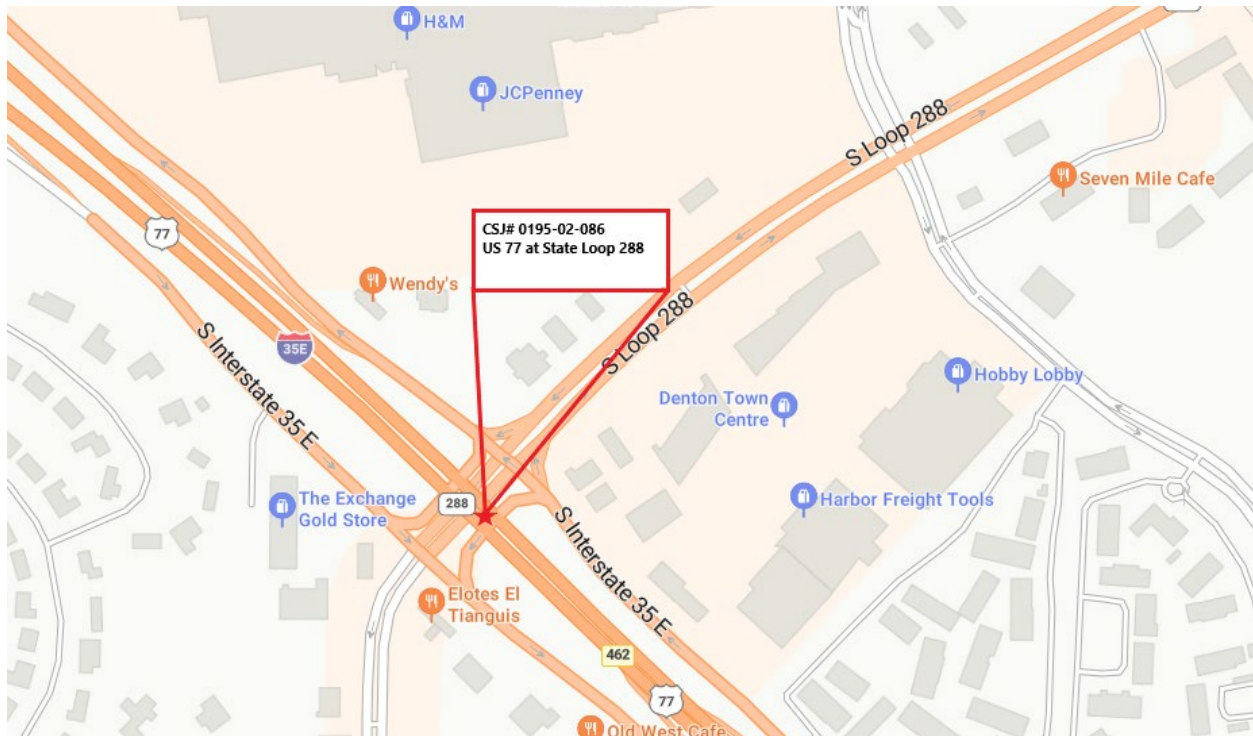 H&M
JCPenney
S Loop 288
Seven Mile Cafe
77
CSJ# 0195-02-086
US 77 at State Loop 288
Wendy's
35E
S Interstate 35 E
S Loop 288
Hobby Lobby
Denton Town
Centre
The Exchange
Gold Store
288
Harbor Freight Tools
S Interstate 35 E
Elotes El
Tianguis
462
77
Old West Cafe